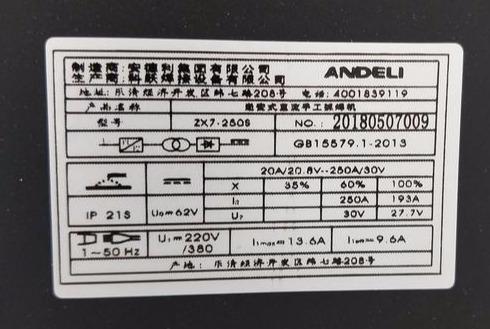 制造商:安德利集团有限公司
生产商:科跃焊接设备有限公司
ANDELI
地址:乐清经济开发区纬七路208号 电话:4001839119
品名 逆变式直流手工弧焊机
型号 ZX7-250S NO.: 20180507009
GB15579.1-2013
20A/20.8V--250A/30V
X 35% 60% 100%
I₂ 250A 193A
IP 21S U₀=62V U₂ 30V 27.7V
1~50Hz U₁=220V/380 I₁max=13.6A I₁eff=9.6A
产地:乐清经济开发区纬七路208号